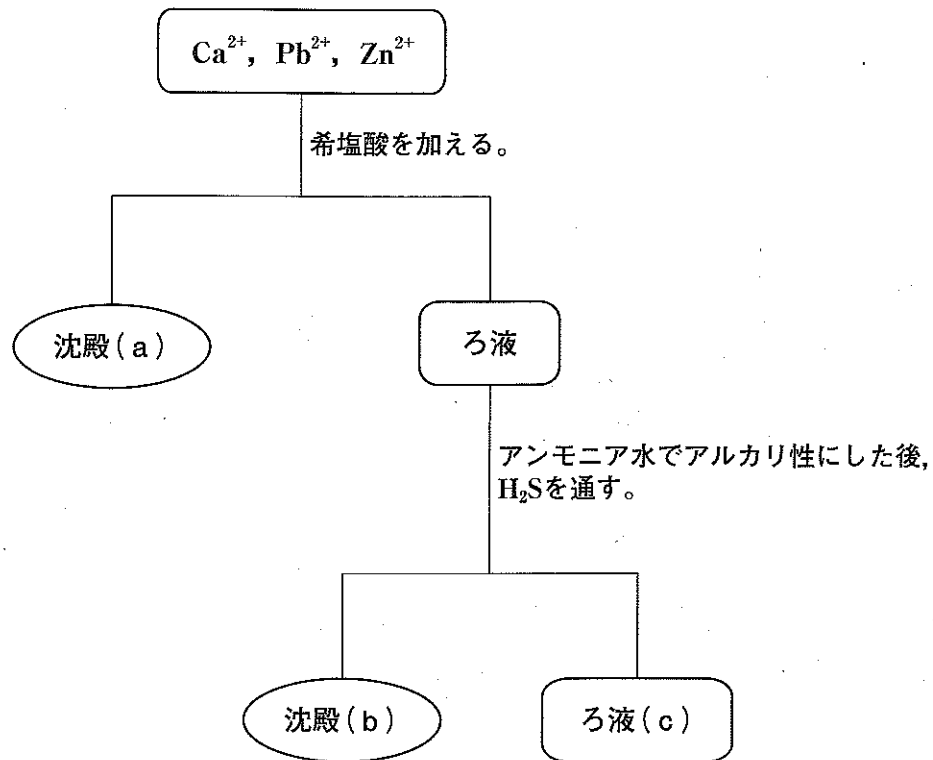 Ca²⁺, Pb²⁺, Zn²⁺
希塩酸を加える。
沈殿(a)
ろ液
アンモニア水でアルカリ性にした後,
H₂Sを通す。
沈殿(b)
ろ液(c)